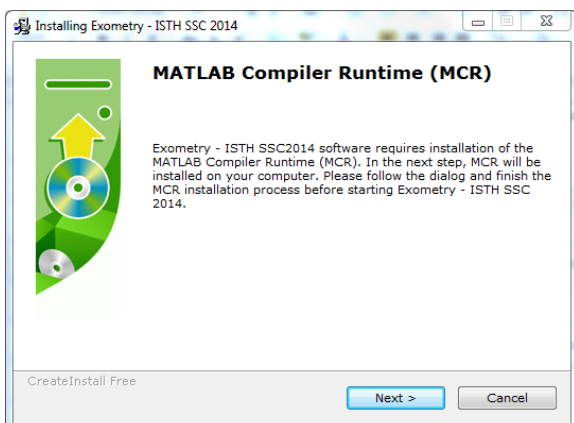 Installing Exometry - ISTH SSC 2014
MATLAB Compiler Runtime (MCR)
Exometry - ISTH SSC2014 software requires installation of the
MATLAB Compiler Runtime (MCR). In the next step, MCR will be
installed on your computer. Please follow the dialog and finish the
MCR installation process before starting Exometry - ISTH SSC
2014.
CreateInstall Free
Next >
Cancel